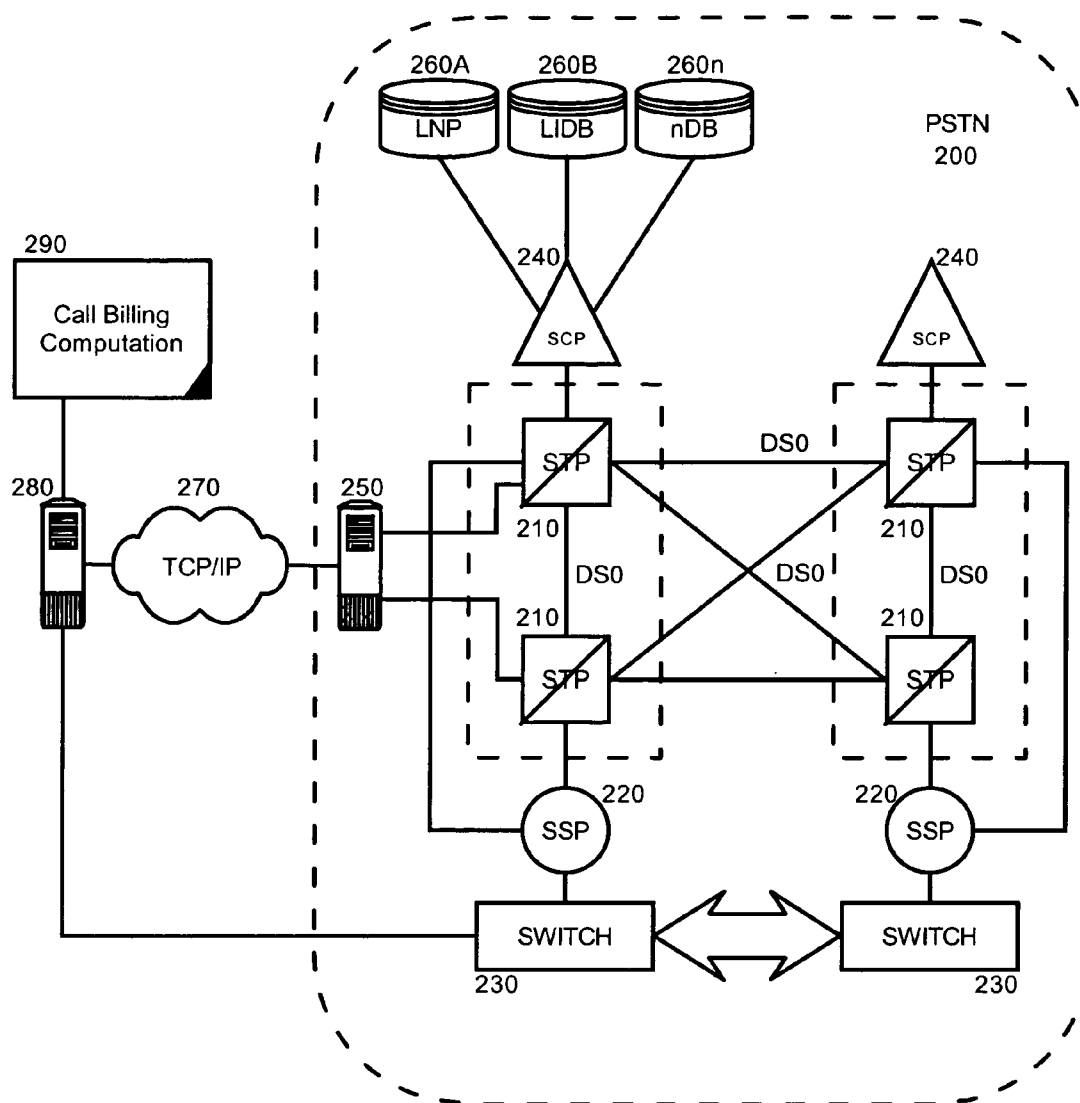 260A
260B
260n
LNP
LIDB
nDB
PSTN
200
290
240
240
Call Billing
Computation
SCP
SCP
DS0
STP
STP
280
270
250
210
210
TCP/IP
DS0
DS0
DS0
210
210
STP
STP
220
220
SSP
SSP
SWITCH
SWITCH
230
230